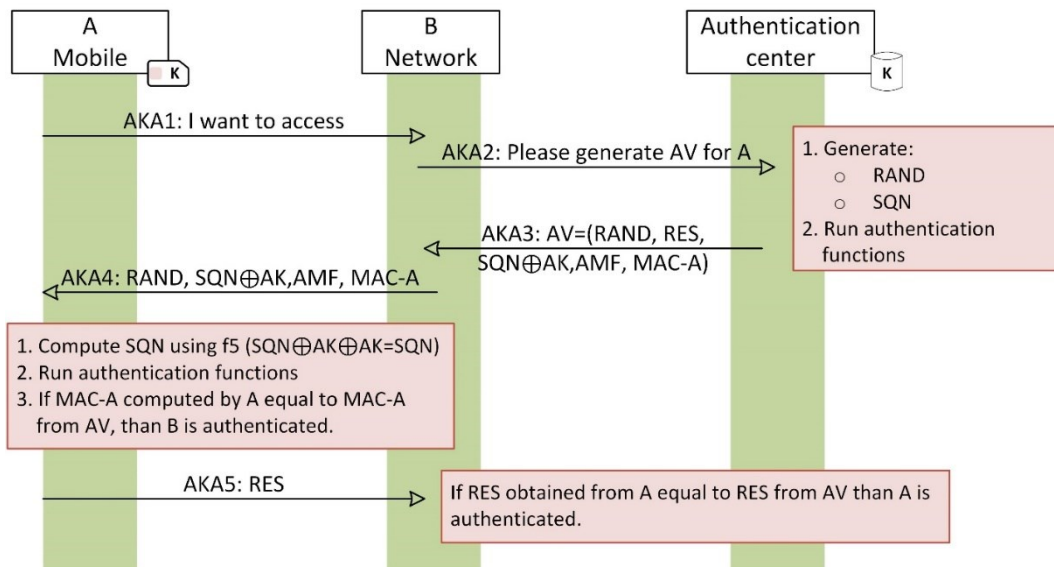 A
Mobile
K
B
Network
Authentication
center
K
AKA1: I want to access
AKA2: Please generate AV for A
1. Generate:
○ RAND
○ SQN
2. Run authentication
functions
AKA3: AV=(RAND, RES,
SQN⊕AK,AMF, MAC-A)
AKA4: RAND, SQN⊕AK,AMF, MAC-A
1. Compute SQN using f5 (SQN⊕AK⊕AK=SQN)
2. Run authentication functions
3. If MAC-A computed by A equal to MAC-A
from AV, than B is authenticated.
AKA5: RES
If RES obtained from A equal to RES from AV than A is
authenticated.